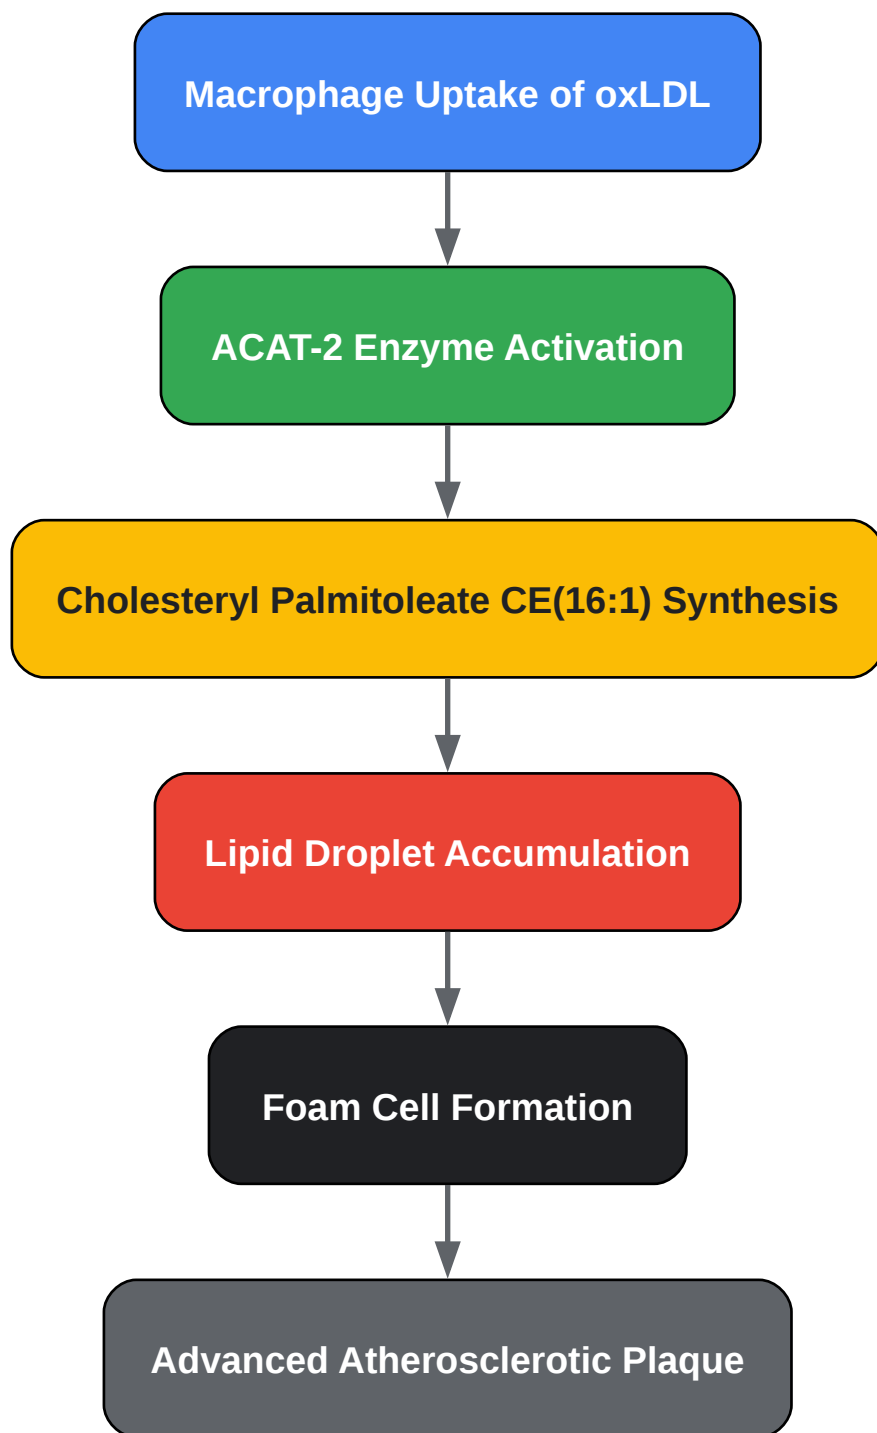 Macrophage Uptake of oxLDL
ACAT-2 Enzyme Activation
Cholesteryl Palmitoleate CE(16:1) Synthesis
Lipid Droplet Accumulation
Foam Cell Formation
Advanced Atherosclerotic Plaque